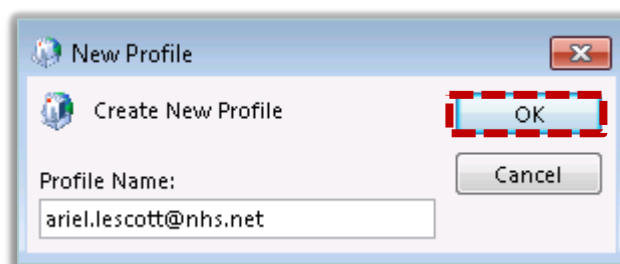 New Profile
Create New Profile
OK
Profile Name:
Cancel
ariel.lescott@nhs.net